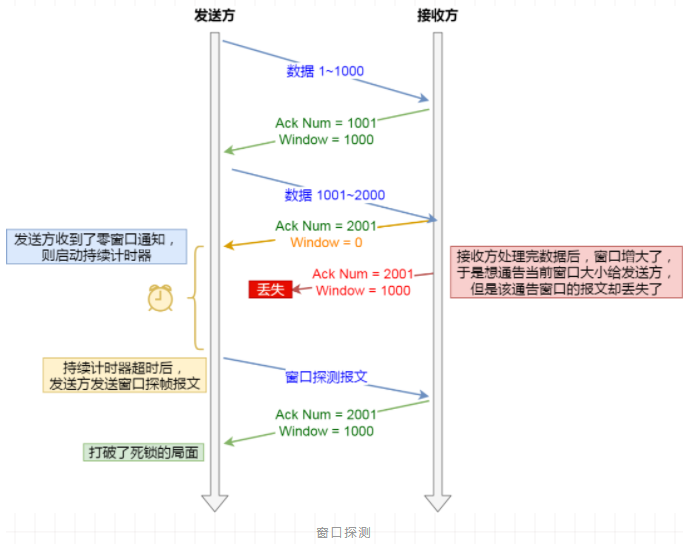 发送方
接收方
数据 1~1000
Ack Num = 1001
Window = 1000
数据 1001~2000
Ack Num = 2001
Window = 0
发送方收到了零窗口通知，
则启动持续计时器
接收方处理完数据后，窗口增大了，
于是想通告当前窗口大小给发送方，
但是该通告窗口的报文却丢失了
Ack Num = 2001
Window = 1000
丢失
持续计时器超时后，
发送方发送窗口探帧报文
窗口探测报文
Ack Num = 2001
Window = 1000
打破了死锁的局面
窗口探测